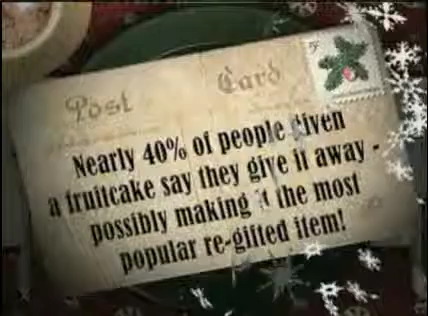 Post Card
Nearly 40% of people given
a fruitcake say they give it away -
possibly making it the most
popular re-gifted item!